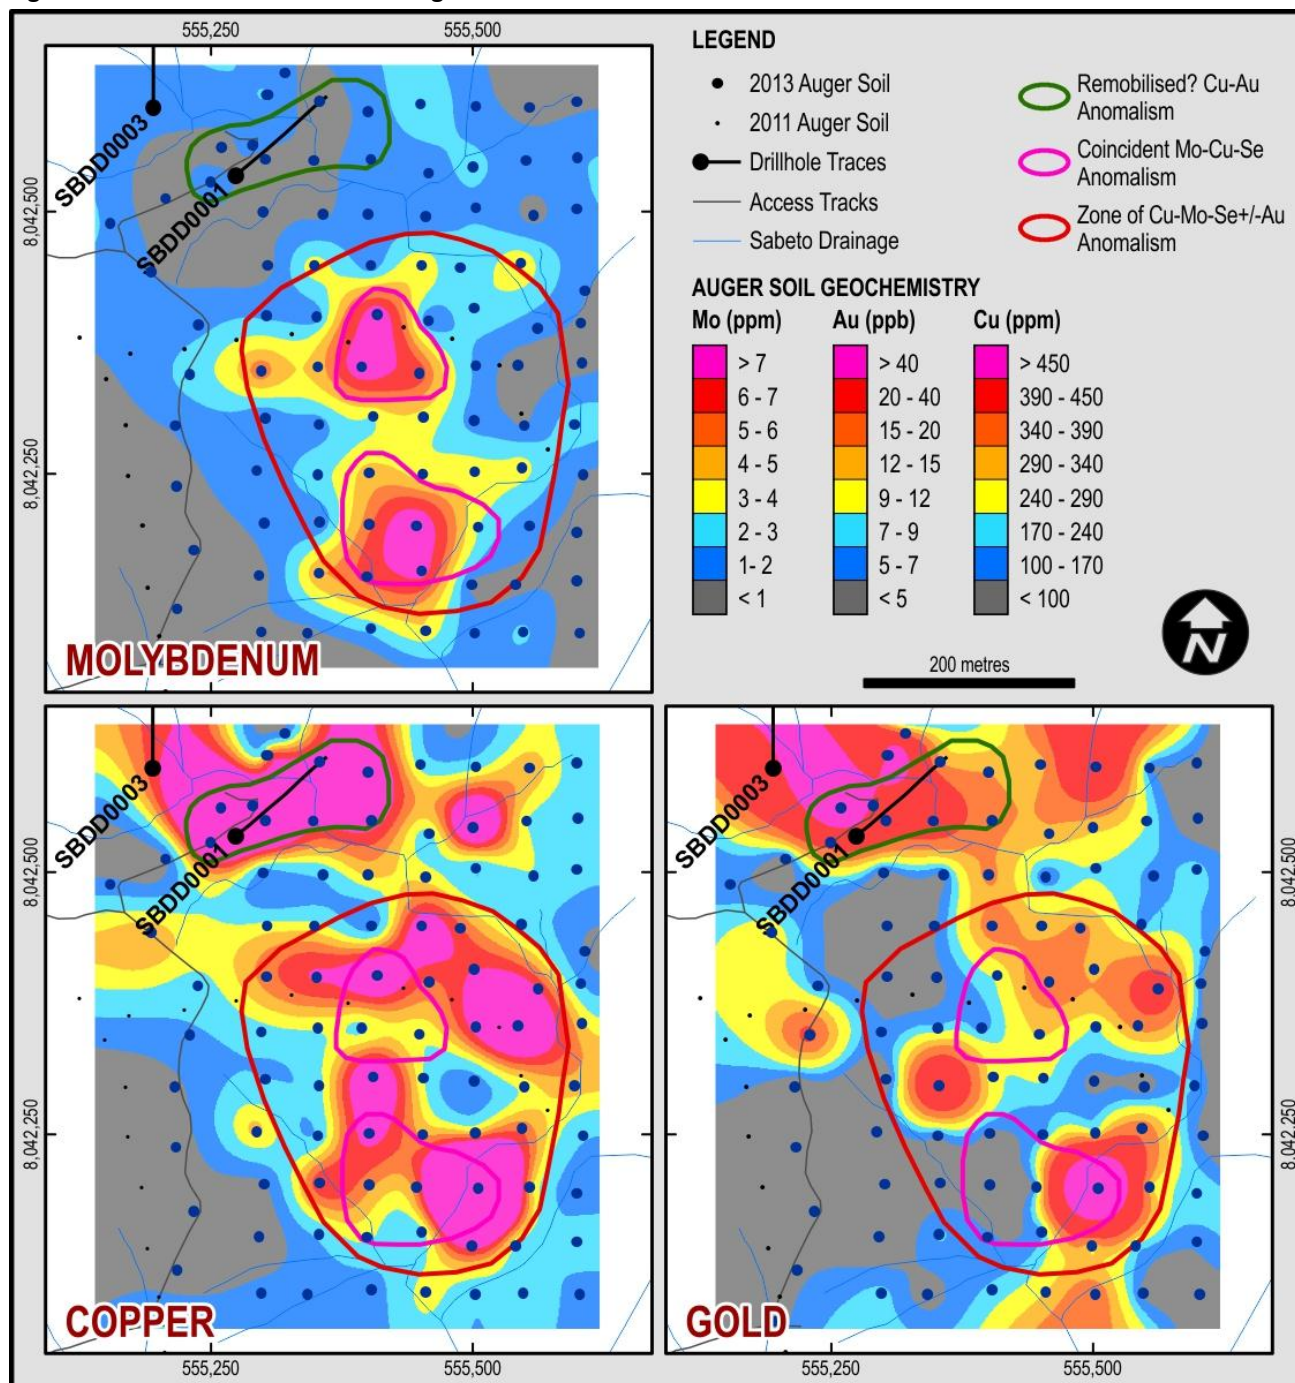 555,250
555,500
LEGEND
2013 Auger Soil
2011 Auger Soil
Drillhole Traces
Access Tracks
Sabeto Drainage
Remobilised? Cu-Au
Anomalism
Coincident Mo-Cu-Se
Anomalism
Zone of Cu-Mo-Se+/-Au
Anomalism
AUGER SOIL GEOCHEMISTRY
Mo (ppm) Au (ppb) Cu (ppm)
> 7 > 40 > 450
6 - 7 20 - 40 390 - 450
5 - 6 15 - 20 340 - 390
4 - 5 12 - 15 290 - 340
3 - 4 9 - 12 240 - 290
2 - 3 7 - 9 170 - 240
1- 2 5 - 7 100 - 170
< 1 < 5 < 100
N
200 metres
SBDD0003
SBDD0001
8,042,500
8,042,250
MOLYBDENUM
SBDD0003
SBDD0001
8,042,500
8,042,250
COPPER
555,250
555,500
SBDD0003
SBDD0001
8,042,500
8,042,250
GOLD
555,250
555,500